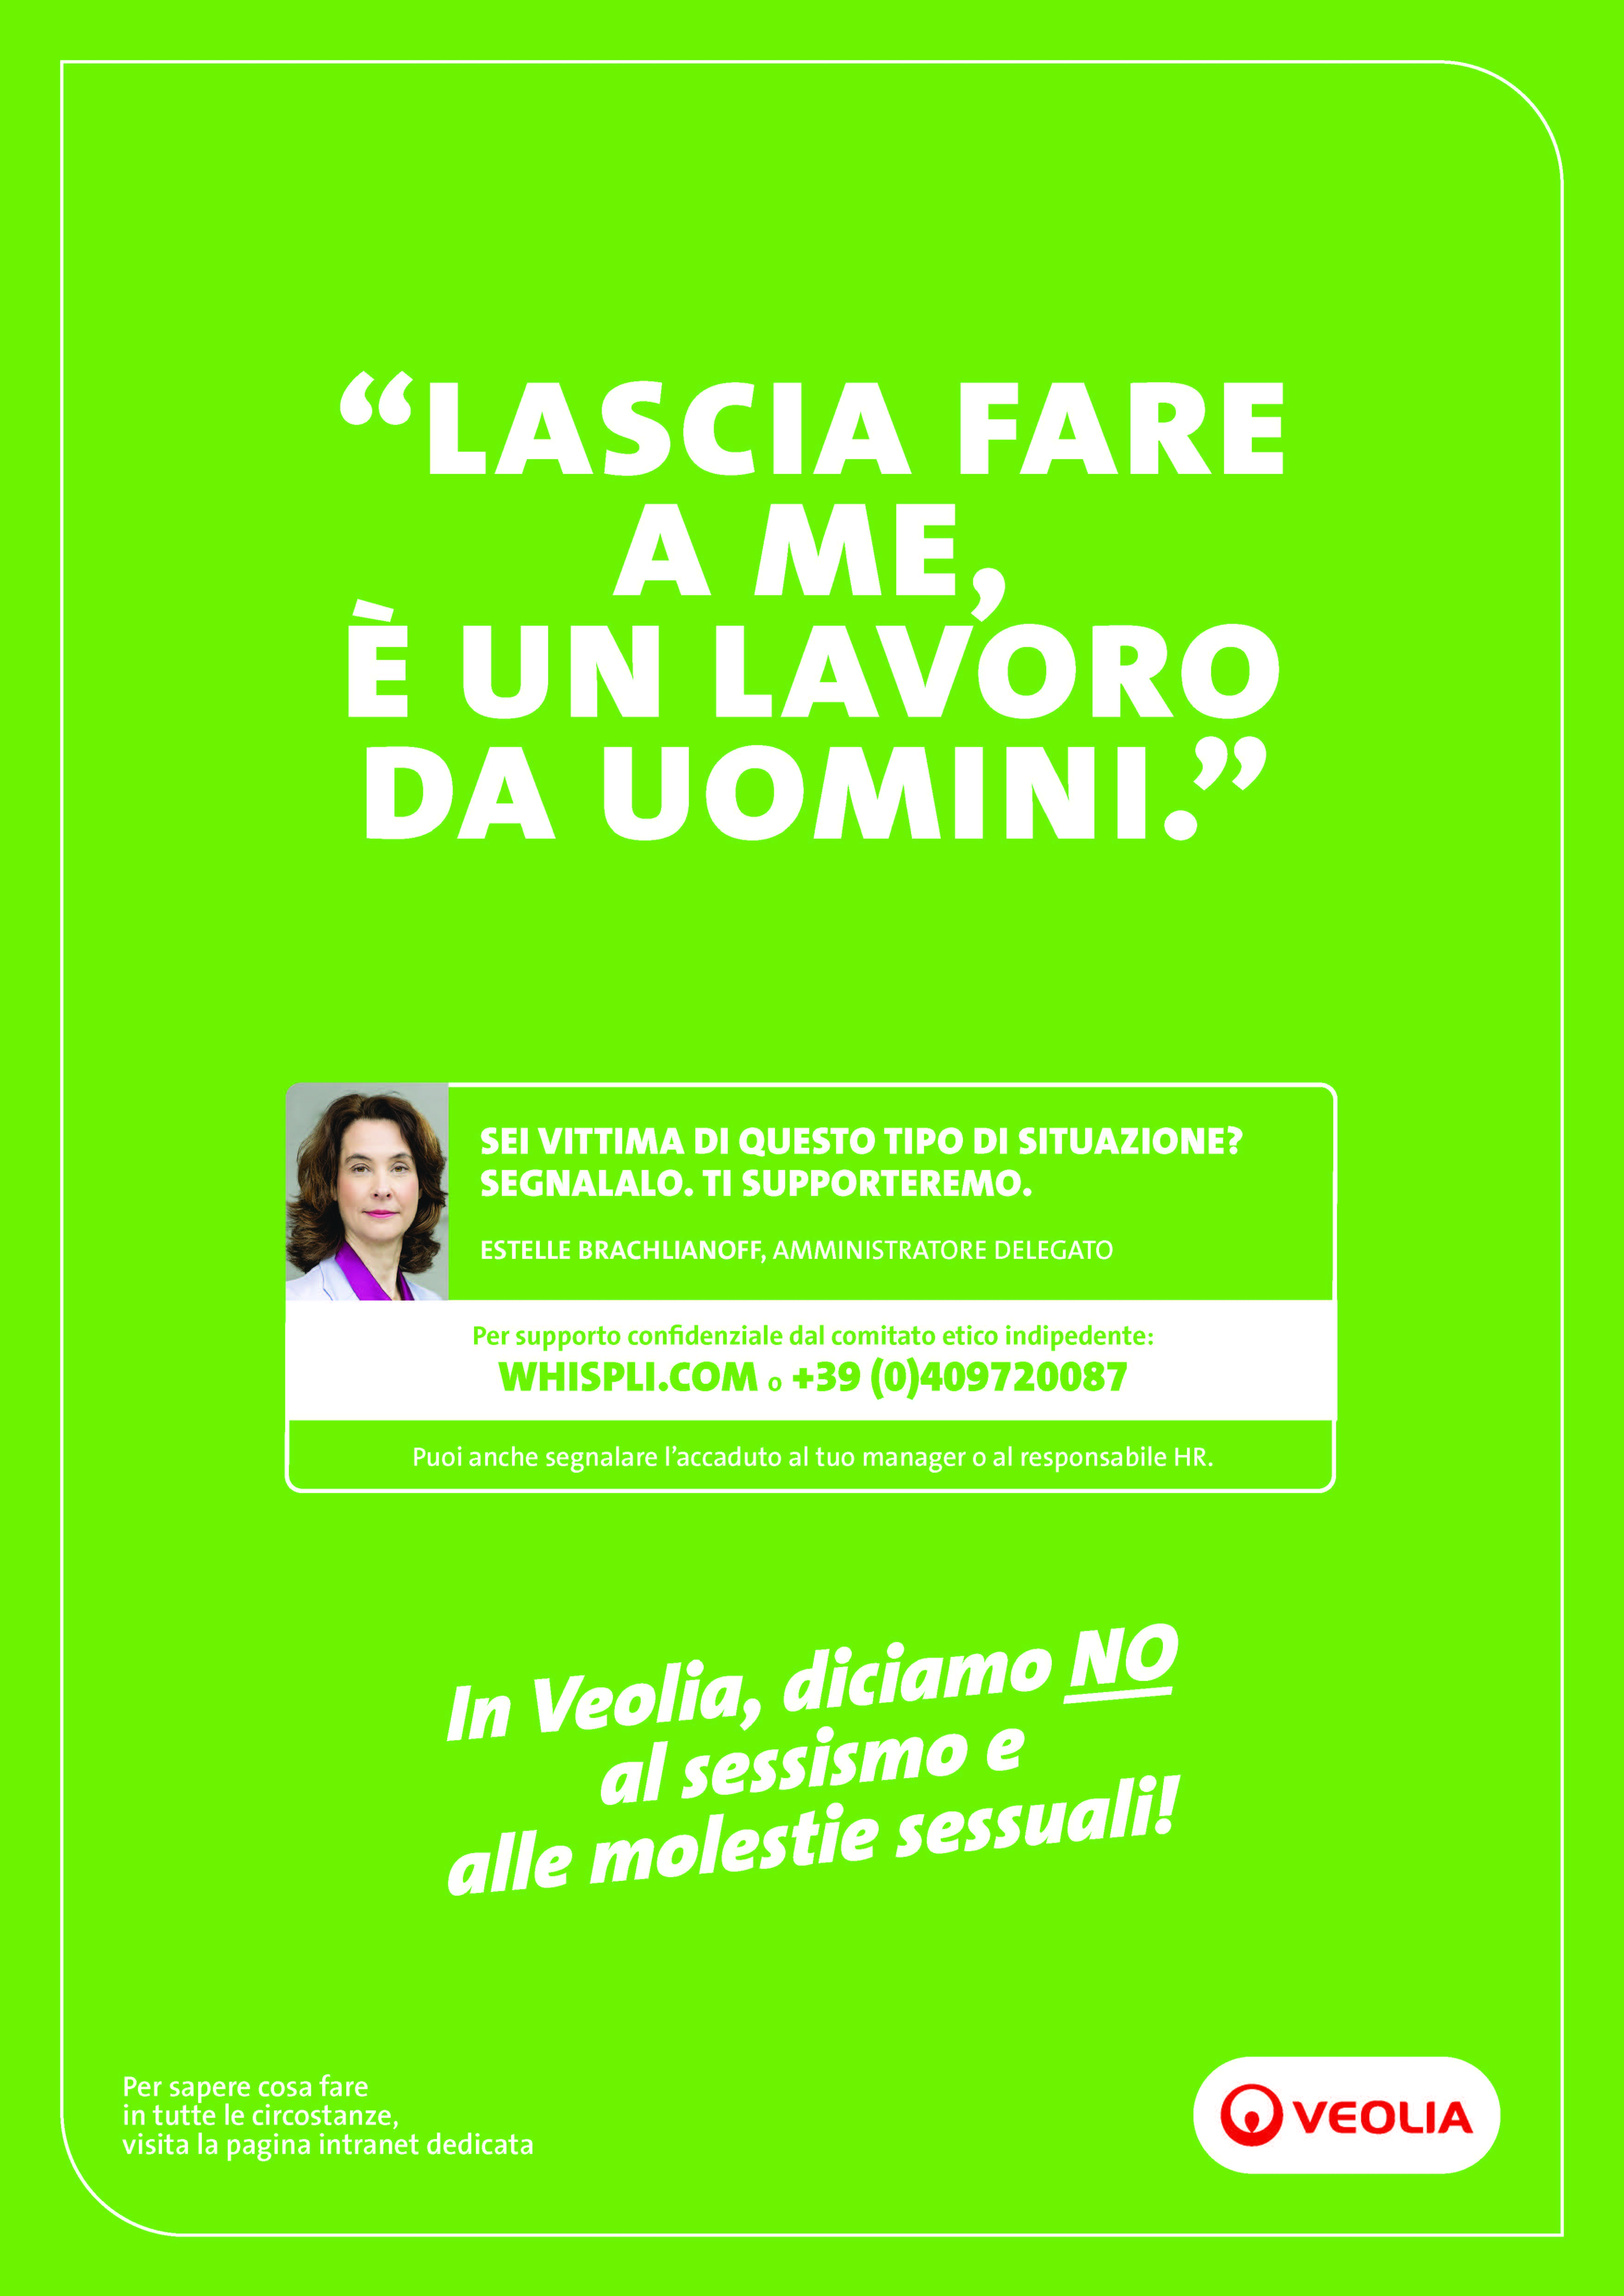 “LASCIA FARE
A ME,
È UN LAVORO
DA UOMINI.”
SEI VITTIMA DI QUESTO TIPO DI SITUAZIONE?
SEGNALALO. TI SUPPORTEREMO.
ESTELLE BRACHLIANOFF, AMMINISTRATORE DELEGATO
Per supporto confidenziale dal comitato etico indipedente:
WHISPLI.COM o +39 (0)409720087
Puoi anche segnalare l’accaduto al tuo manager o al responsabile HR.
In Veolia, diciamo NO
al sessismo e
alle molestie sessuali!
Per sapere cosa fare
in tutte le circostanze,
visita la pagina intranet dedicata
VEOLIA